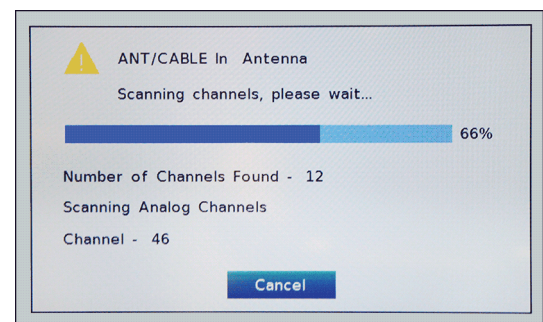 ANT/CABLE In Antenna
Scanning channels, please wait...
66%
Number of Channels Found - 12
Scanning Analog Channels
Channel - 46
Cancel